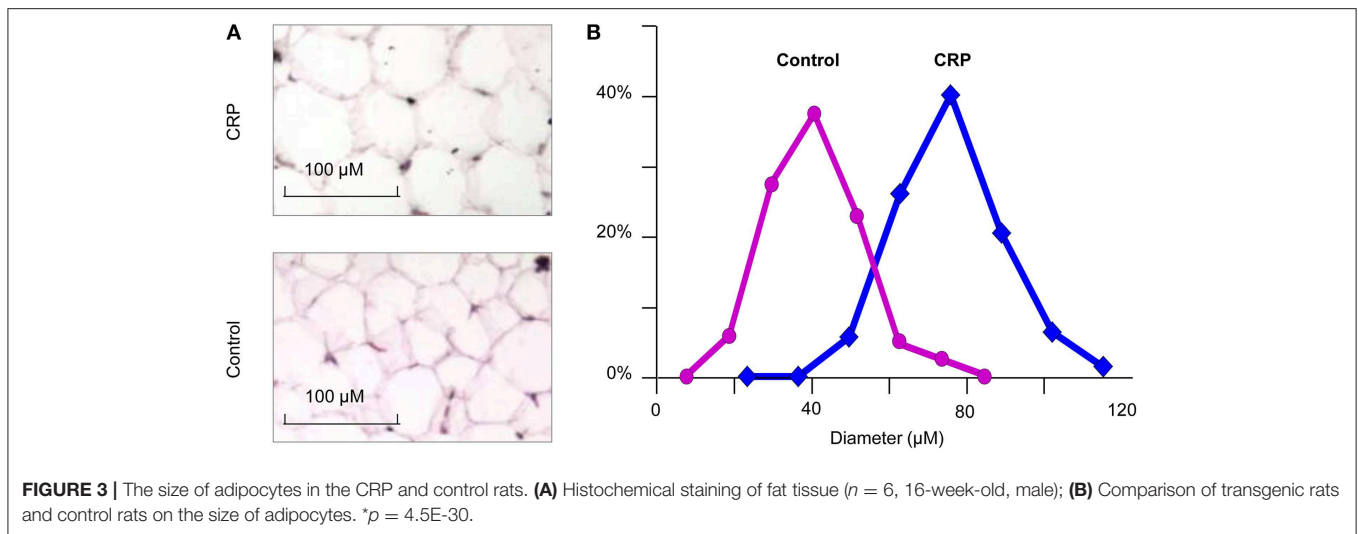 A
CRP
100 µM
Control
100 µM
B
Control
CRP
40%
20%
0%
0
40
80
120
Diameter (µM)
FIGURE 3 | The size of adipocytes in the CRP and control rats. (A) Histochemical staining of fat tissue (n = 6, 16-week-old, male); (B) Comparison of transgenic rats
and control rats on the size of adipocytes. *p = 4.5E-30.